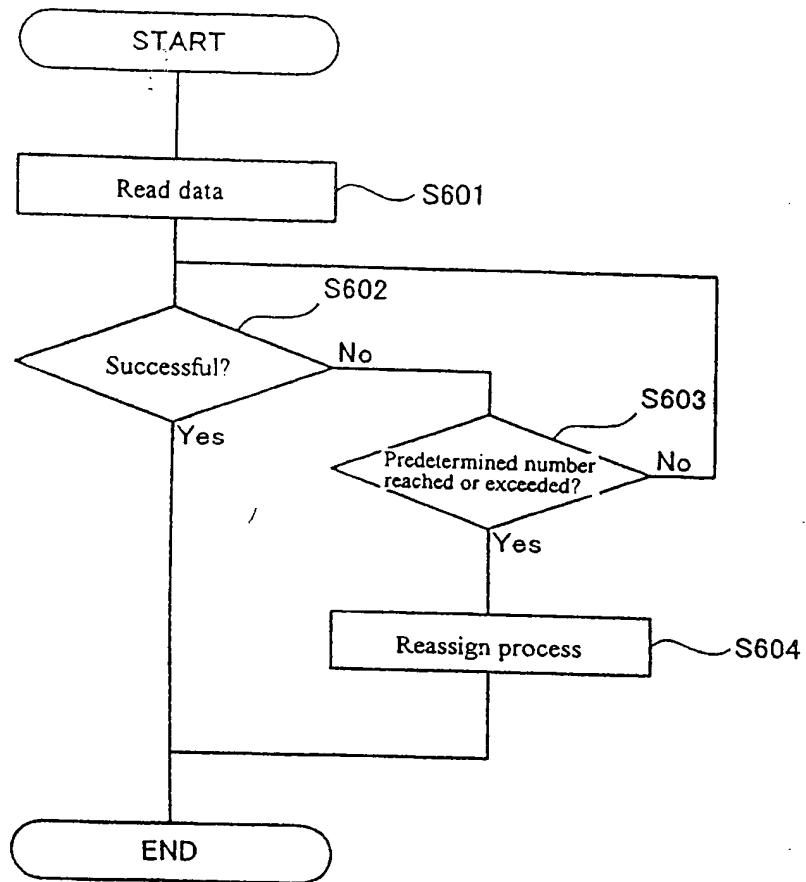 START
Read data
S601
S602
Successful?
No
Yes
S603
Predetermined number
reached or exceeded?
No
Yes
Reassign process
S604
END